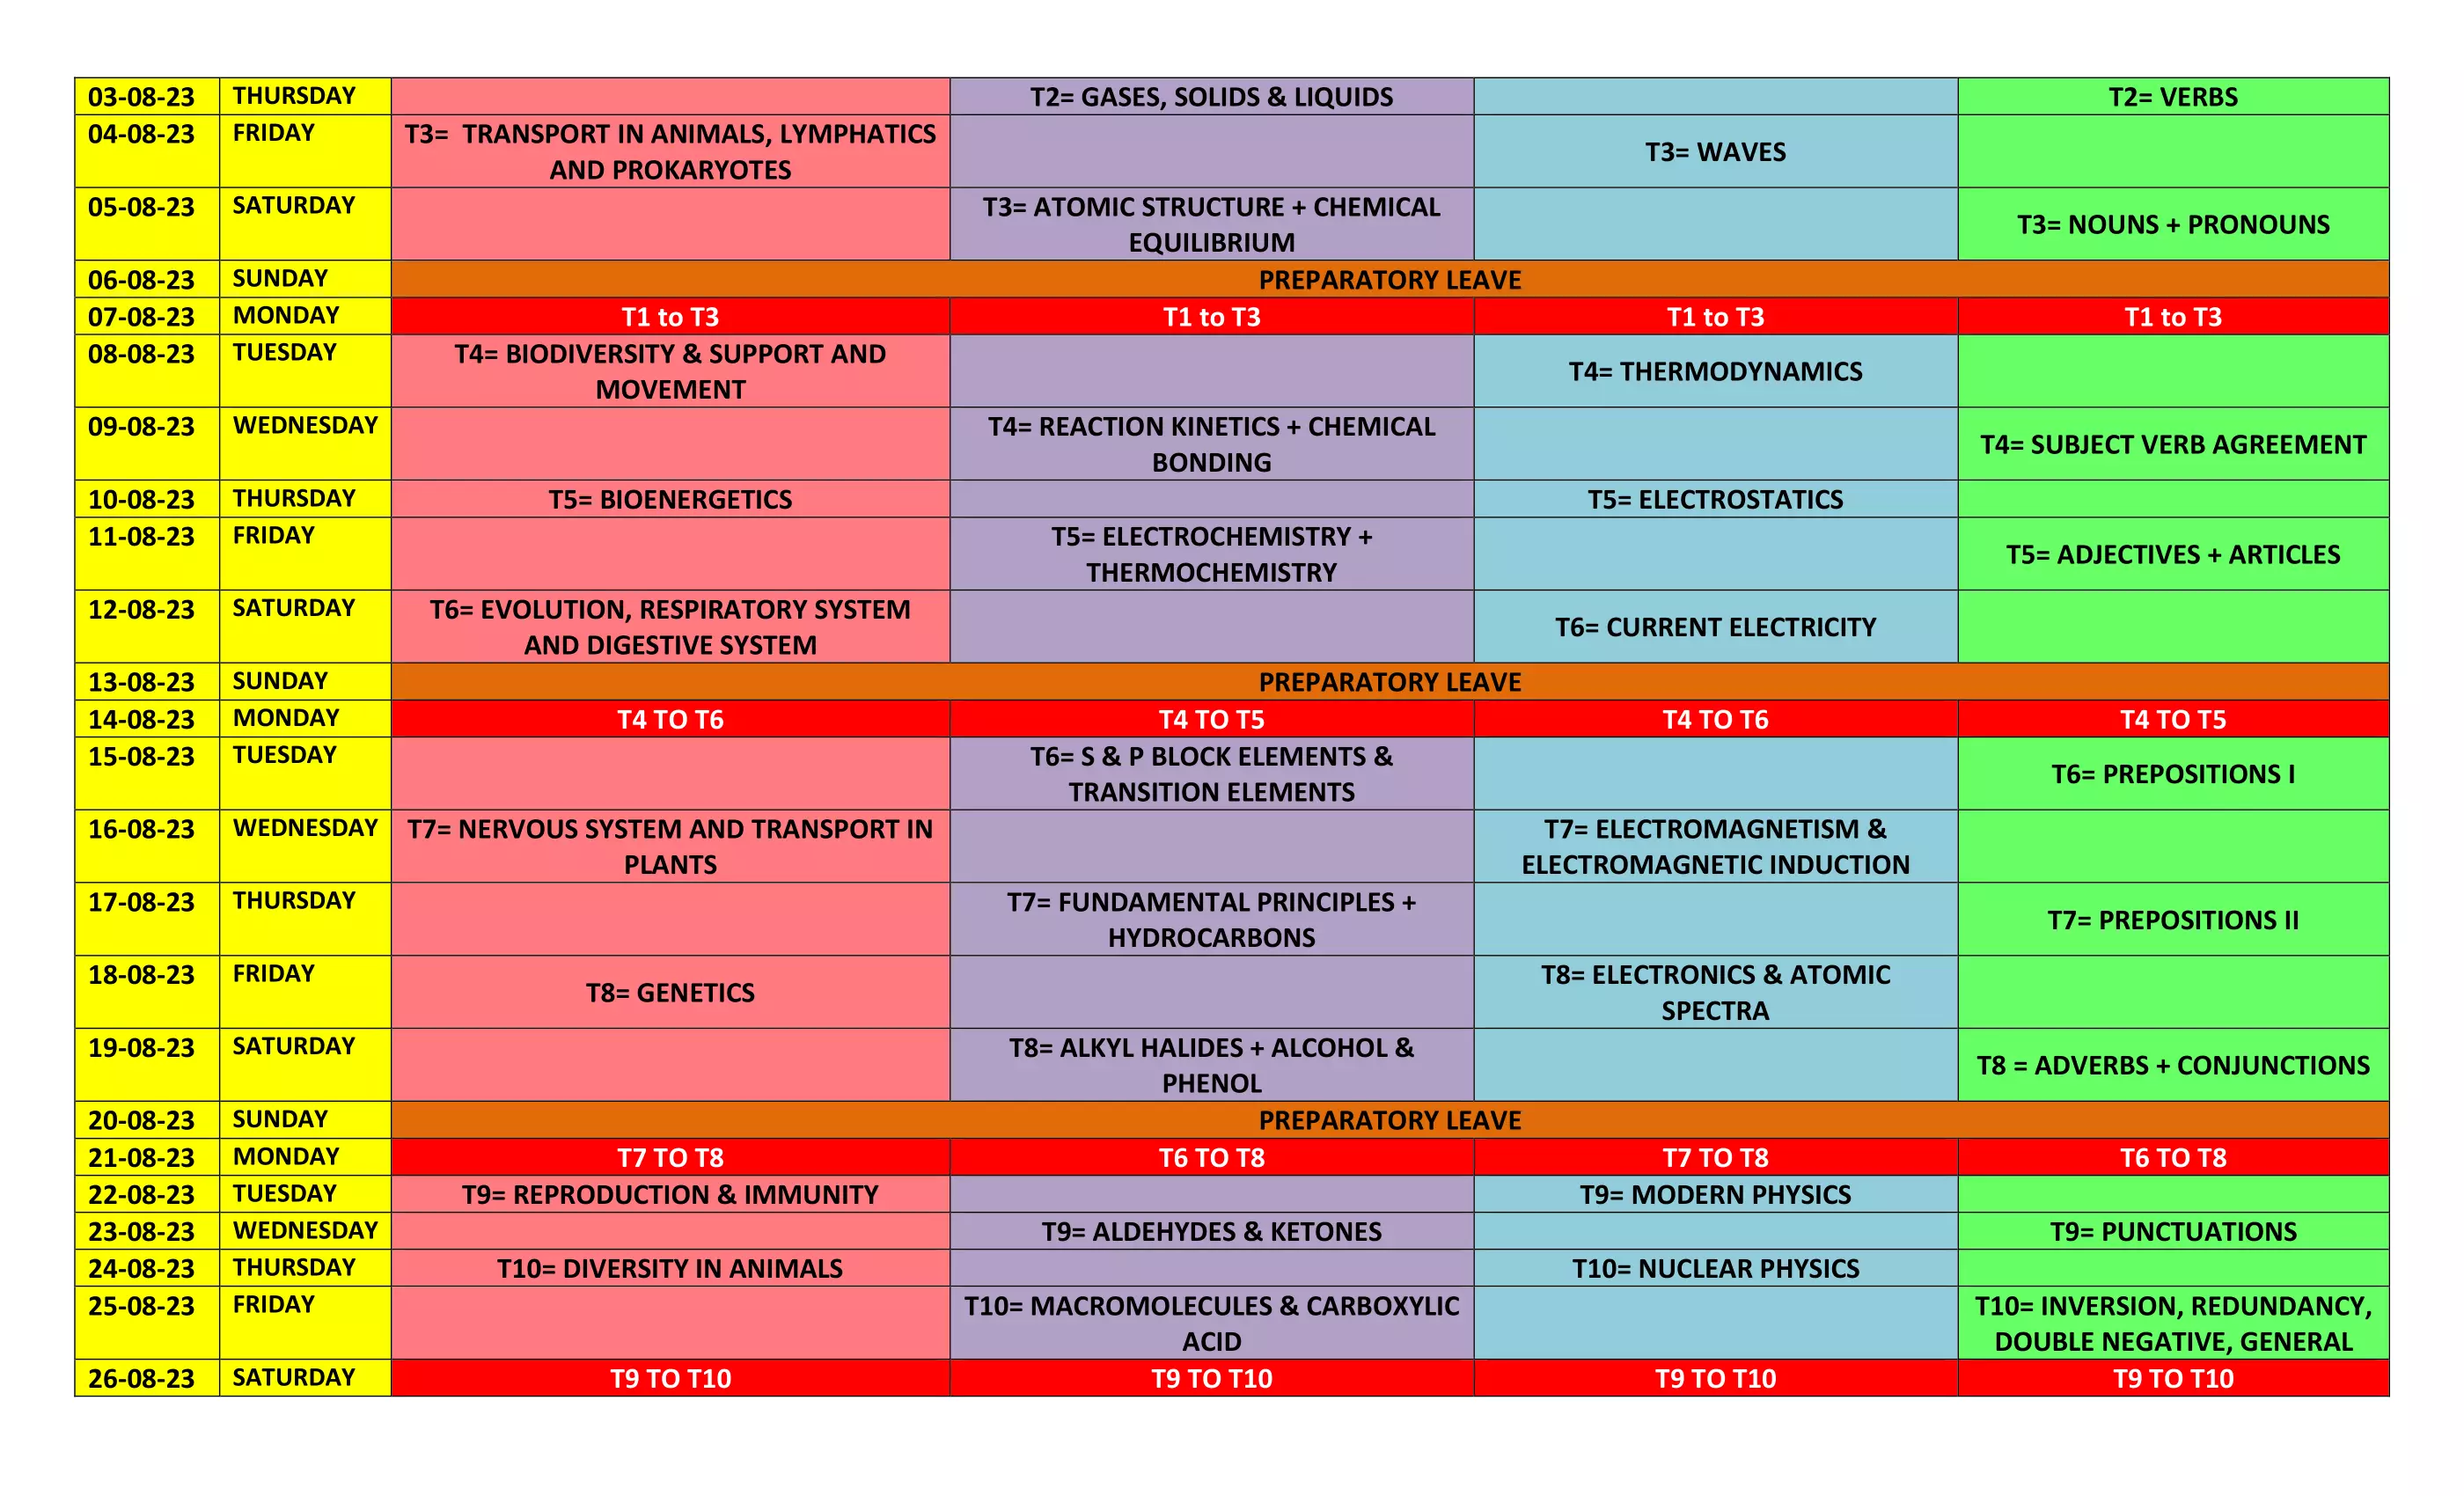 03-08-23 THURSDAY T2= GASES, SOLIDS & LIQUIDS T2= VERBS
04-08-23 FRIDAY T3=  TRANSPORT IN ANIMALS, LYMPHATICS
AND PROKARYOTES T3= WAVES
05-08-23 SATURDAY T3= ATOMIC STRUCTURE + CHEMICAL
EQUILIBRIUM T3= NOUNS + PRONOUNS
06-08-23 SUNDAY PREPARATORY LEAVE
07-08-23 MONDAY T1 to T3 T1 to T3 T1 to T3 T1 to T3
08-08-23 TUESDAY T4= BIODIVERSITY & SUPPORT AND
MOVEMENT T4= THERMODYNAMICS
09-08-23 WEDNESDAY T4= REACTION KINETICS + CHEMICAL
BONDING T4= SUBJECT VERB AGREEMENT
10-08-23 THURSDAY T5= BIOENERGETICS T5= ELECTROSTATICS
11-08-23 FRIDAY T5= ELECTROCHEMISTRY +
THERMOCHEMISTRY T5= ADJECTIVES + ARTICLES
12-08-23 SATURDAY T6= EVOLUTION, RESPIRATORY SYSTEM
AND DIGESTIVE SYSTEM T6= CURRENT ELECTRICITY
13-08-23 SUNDAY PREPARATORY LEAVE
14-08-23 MONDAY T4 TO T6 T4 TO T5 T4 TO T6 T4 TO T5
15-08-23 TUESDAY T6= S & P BLOCK ELEMENTS &
TRANSITION ELEMENTS T6= PREPOSITIONS I
16-08-23 WEDNESDAY T7= NERVOUS SYSTEM AND TRANSPORT IN
PLANTS T7= ELECTROMAGNETISM &
ELECTROMAGNETIC INDUCTION
17-08-23 THURSDAY T7= FUNDAMENTAL PRINCIPLES +
HYDROCARBONS T7= PREPOSITIONS II
18-08-23 FRIDAY T8= GENETICS T8= ELECTRONICS & ATOMIC
SPECTRA
19-08-23 SATURDAY T8= ALKYL HALIDES + ALCOHOL &
PHENOL T8 = ADVERBS + CONJUNCTIONS
20-08-23 SUNDAY PREPARATORY LEAVE
21-08-23 MONDAY T7 TO T8 T6 TO T8 T7 TO T8 T6 TO T8
22-08-23 TUESDAY T9= REPRODUCTION & IMMUNITY T9= MODERN PHYSICS
23-08-23 WEDNESDAY T9= ALDEHYDES & KETONES T9= PUNCTUATIONS
24-08-23 THURSDAY T10= DIVERSITY IN ANIMALS T10= NUCLEAR PHYSICS
25-08-23 FRIDAY T10= MACROMOLECULES & CARBOXYLIC
ACID T10= INVERSION, REDUNDANCY,
DOUBLE NEGATIVE, GENERAL
26-08-23 SATURDAY T9 TO T10 T9 TO T10 T9 TO T10 T9 TO T10